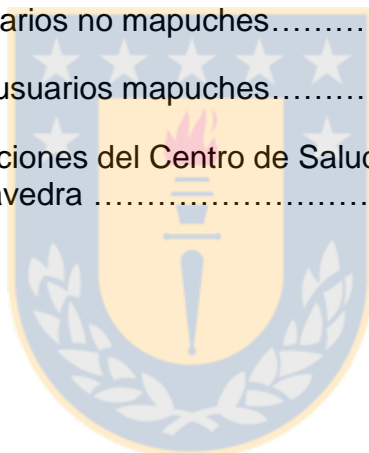 arios no mapuches………
usuarios mapuches………
ciones del Centro de Salud
avedra ……………………